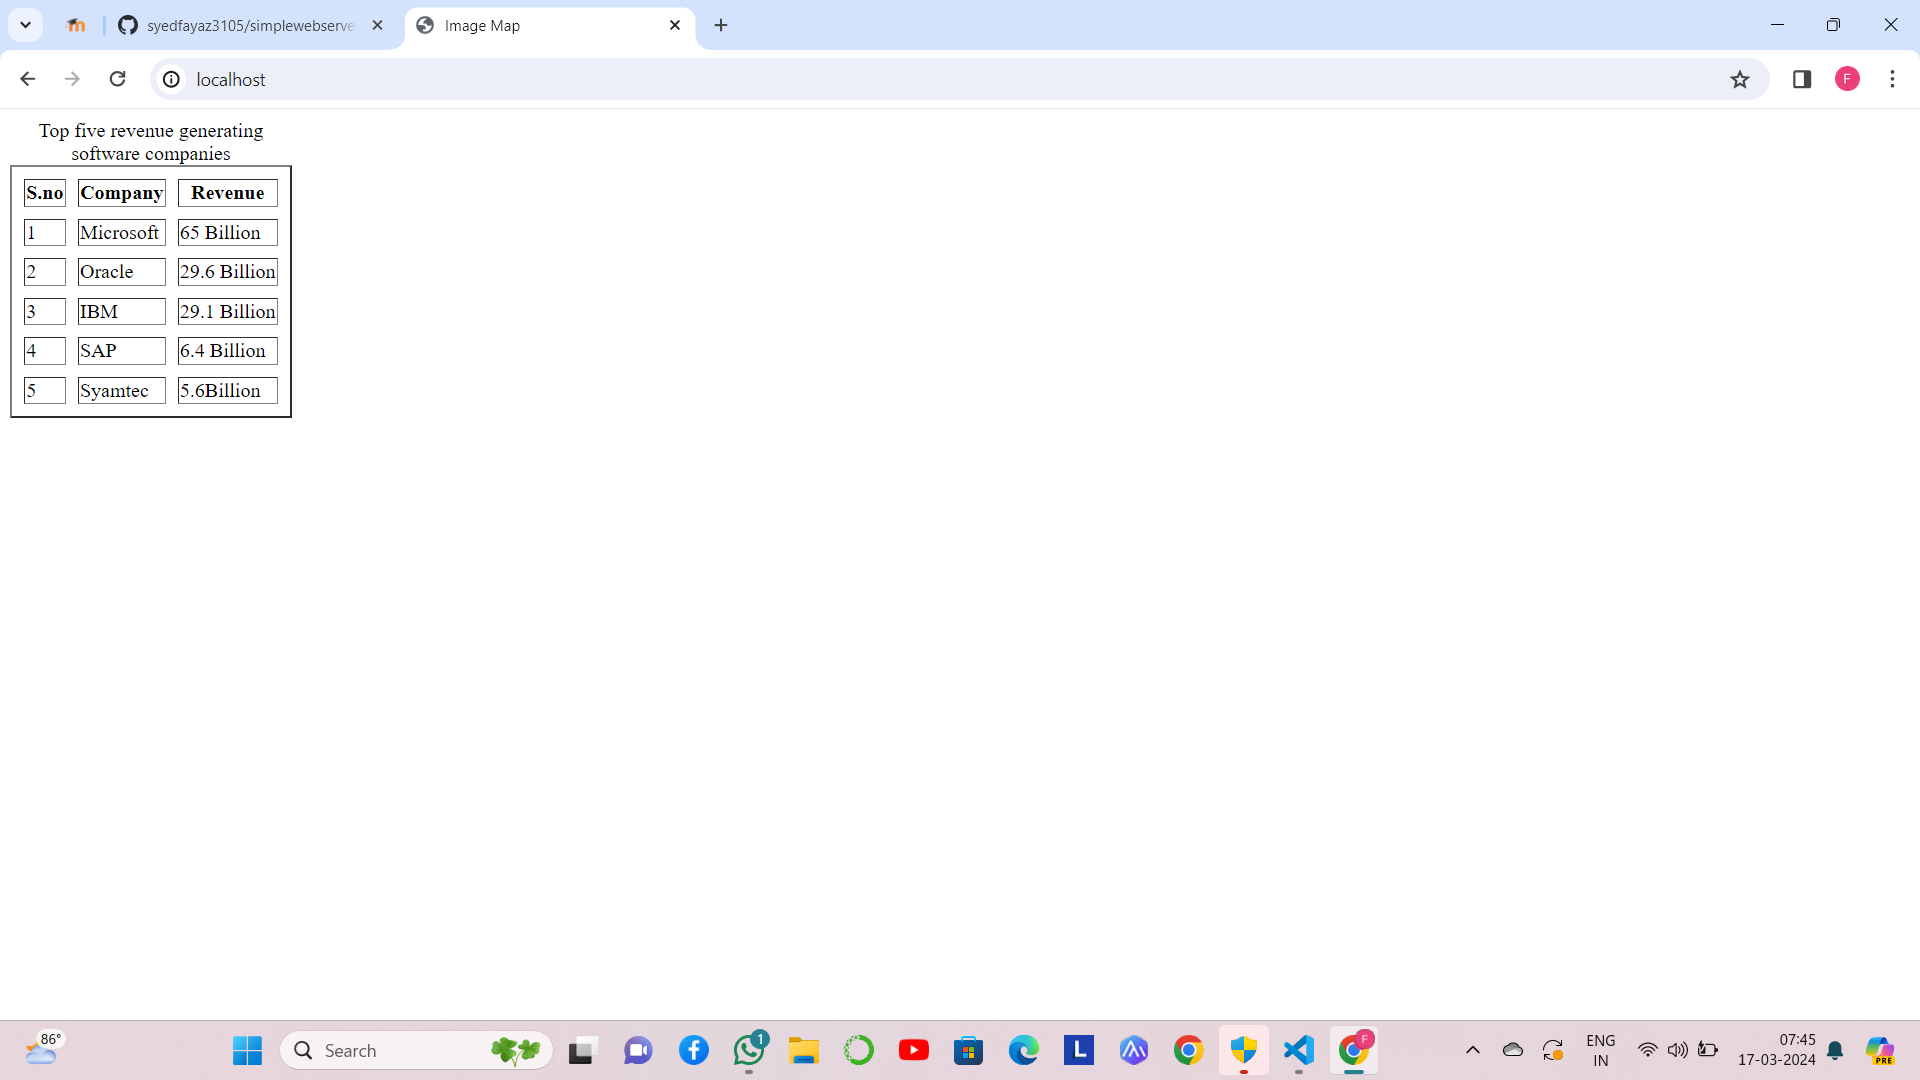 syedfayaz3105/simplewebserve
Image Map
localhost
F
Top five revenue generating
software companies
S.no Company Revenue
1 Microsoft 65 Billion
2 Oracle 29.6 Billion
3 IBM 29.1 Billion
4 SAP 6.4 Billion
5 Syamtec 5.6Billion
86°
Search
1
L
F
ENG
IN
07:45
17-03-2024
PRE